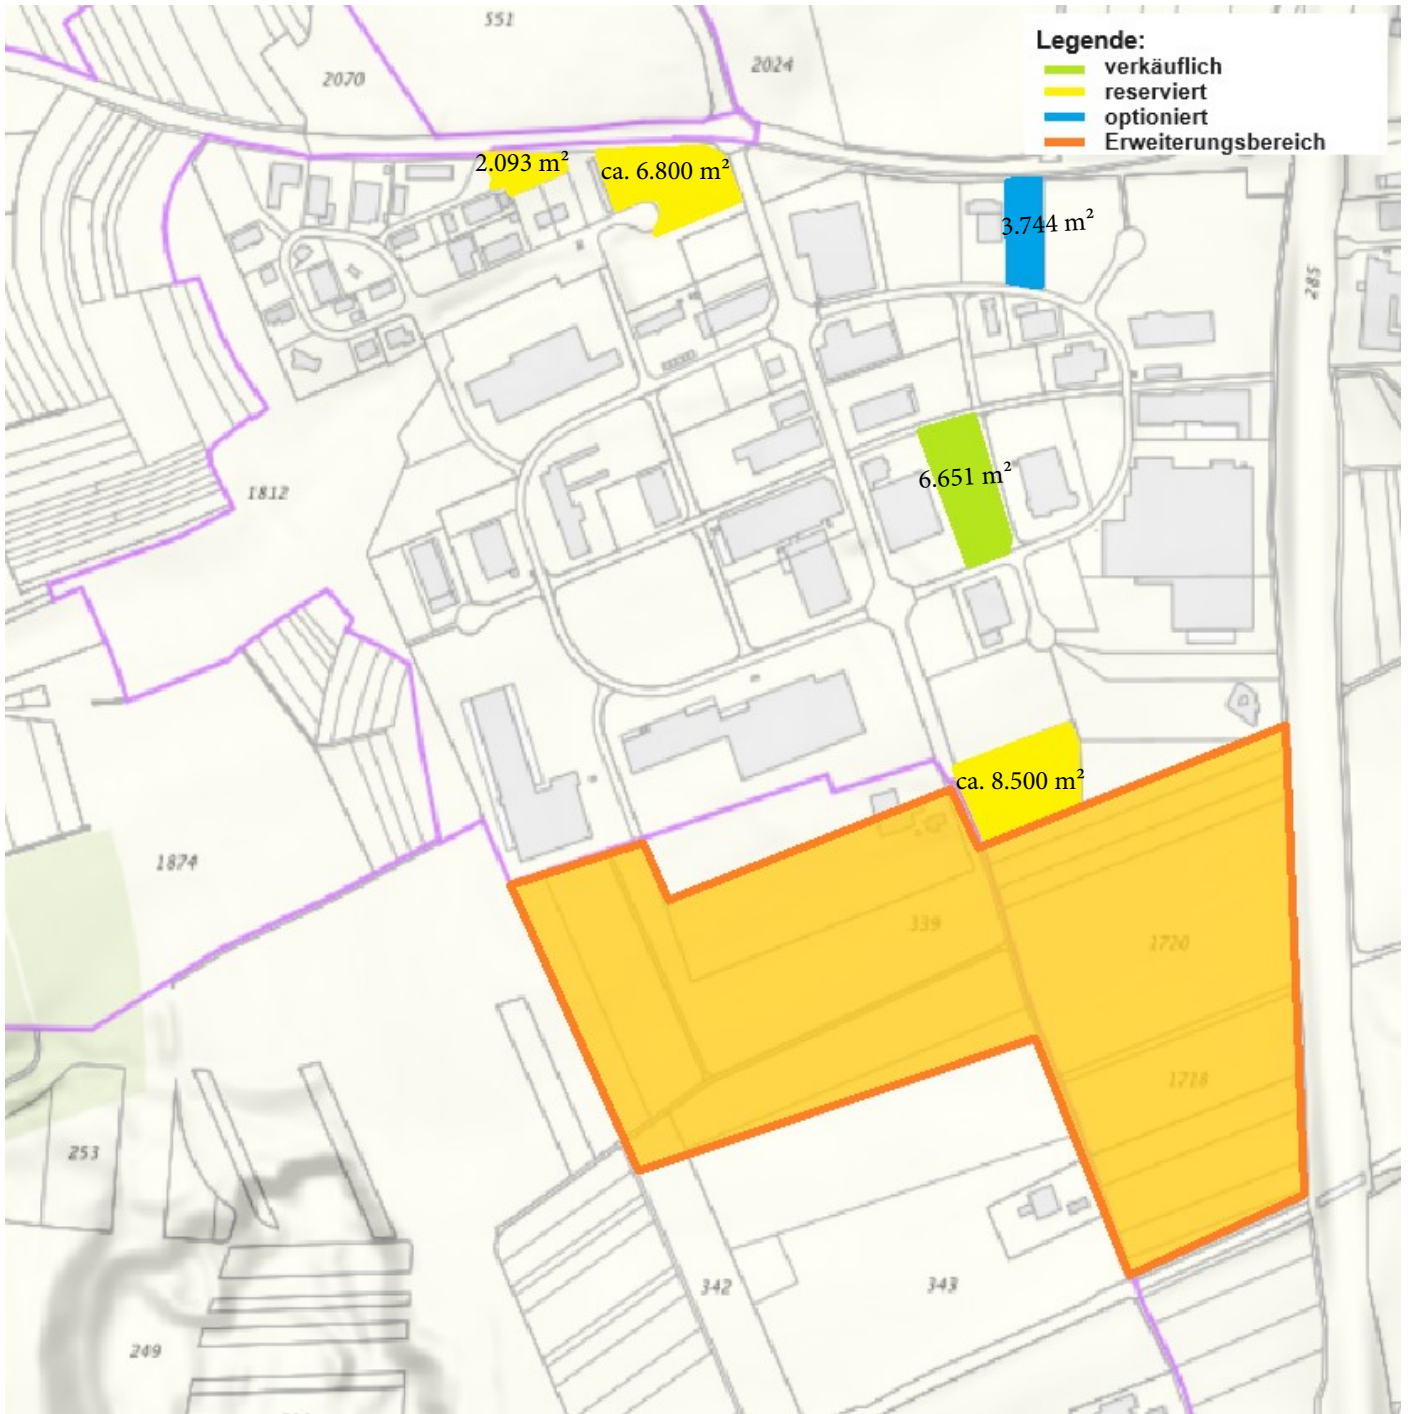 551
2070
2024
Legende:
verkäuflich
reserviert
optioniert
Erweiterungsbereich
2.093 m²
ca. 6.800 m²
3.744 m²
285
6.651 m²
1812
ca. 8.500 m²
1874
339
1720
1718
253
342
343
249